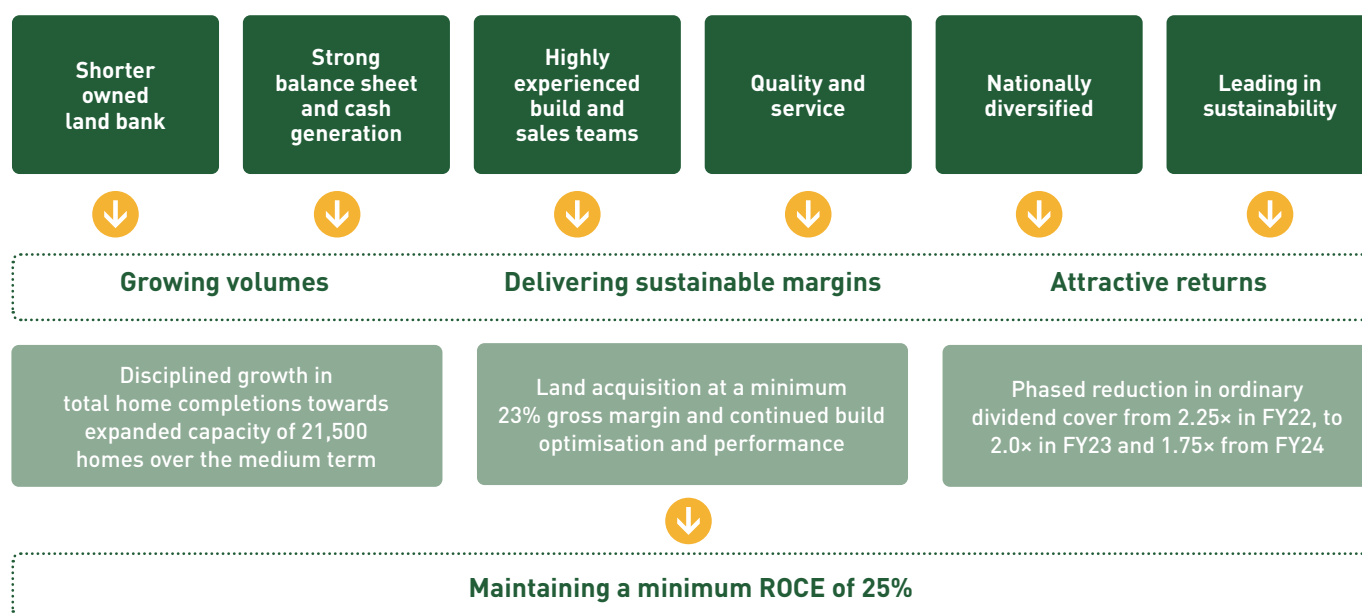 Shorter
owned
land bank
Strong
balance sheet
and cash
generation
Highly
experienced
build and
sales teams
Quality and
service
Nationally
diversified
Leading in
sustainability
Growing volumes
Delivering sustainable margins
Attractive returns
Disciplined growth in
total home completions towards
expanded capacity of 21,500
homes over the medium term
Land acquisition at a minimum
23% gross margin and continued build
optimisation and performance
Phased reduction in ordinary
dividend cover from 2.25× in FY22, to
2.0× in FY23 and 1.75× from FY24
Maintaining a minimum ROCE of 25%